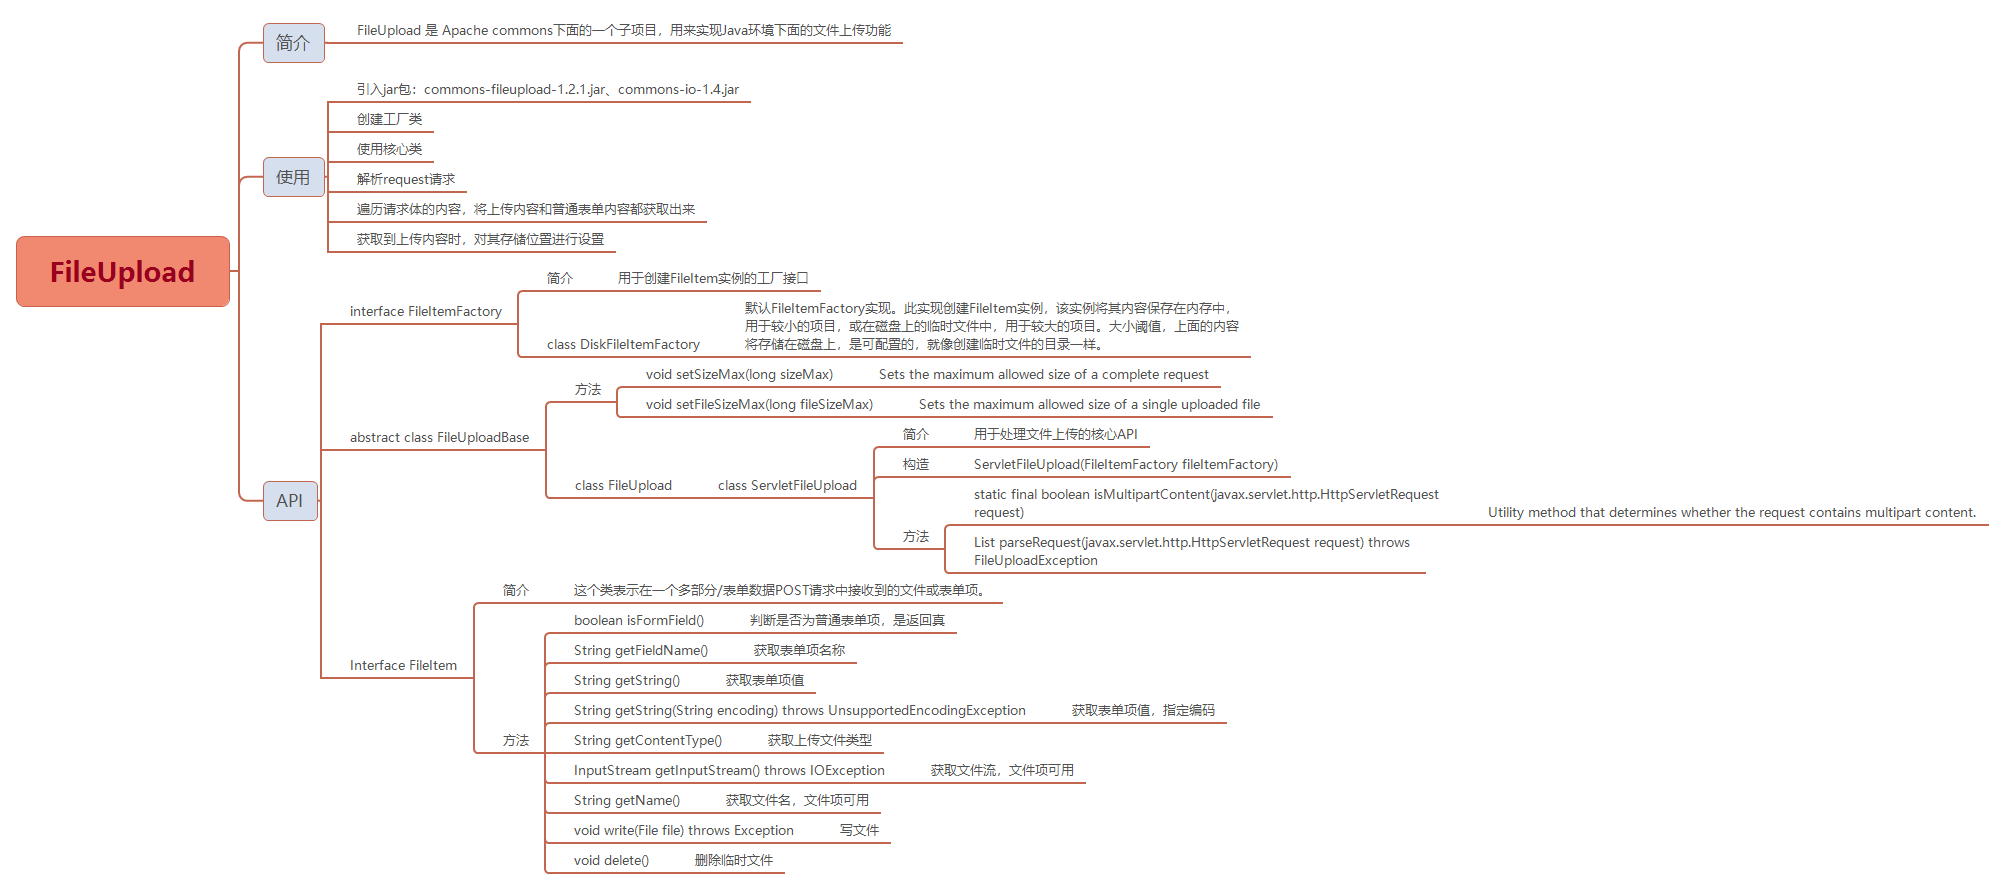 FileUpload
简介
FileUpload 是 Apache commons下面的一个子项目，用来实现Java环境下面的文件上传功能
使用
引入jar包：commons-fileupload-1.2.1.jar、commons-io-1.4.jar
创建工厂类
使用核心类
解析request请求
遍历请求体的内容，将上传内容和普通表单内容都获取出来
获取到上传内容时，对其存储位置进行设置
API
interface FileItemFactory
简介
用于创建FileItem实例的工厂接口
class DiskFileItemFactory
默认FileItemFactory实现。此实现创建FileItem实例，该实例将其内容保存在内存中，
用于较小的项目，或在磁盘上的临时文件中，用于较大的项目。大小阈值，上面的内容
将存储在磁盘上，是可配置的，就像创建临时文件的目录一样。
abstract class FileUploadBase
方法
void setSizeMax(long sizeMax)
Sets the maximum allowed size of a complete request
void setFileSizeMax(long fileSizeMax)
Sets the maximum allowed size of a single uploaded file
class FileUpload
class ServletFileUpload
简介
用于处理文件上传的核心API
构造
ServletFileUpload(FileItemFactory fileItemFactory)
方法
static final boolean isMultipartContent(javax.servlet.http.HttpServletRequest
request)
Utility method that determines whether the request contains multipart content.
List parseRequest(javax.servlet.http.HttpServletRequest request) throws
FileUploadException
Interface FileItem
简介
这个类表示在一个多部分/表单数据POST请求中接收到的文件或表单项。
方法
boolean isFormField()
判断是否为普通表单项，是返回真
String getFieldName()
获取表单项名称
String getString()
获取表单项值
String getString(String encoding) throws UnsupportedEncodingException
获取表单项值，指定编码
String getContentType()
获取上传文件类型
InputStream getInputStream() throws IOException
获取文件流，文件项可用
String getName()
获取文件名，文件项可用
void write(File file) throws Exception
写文件
void delete()
删除临时文件